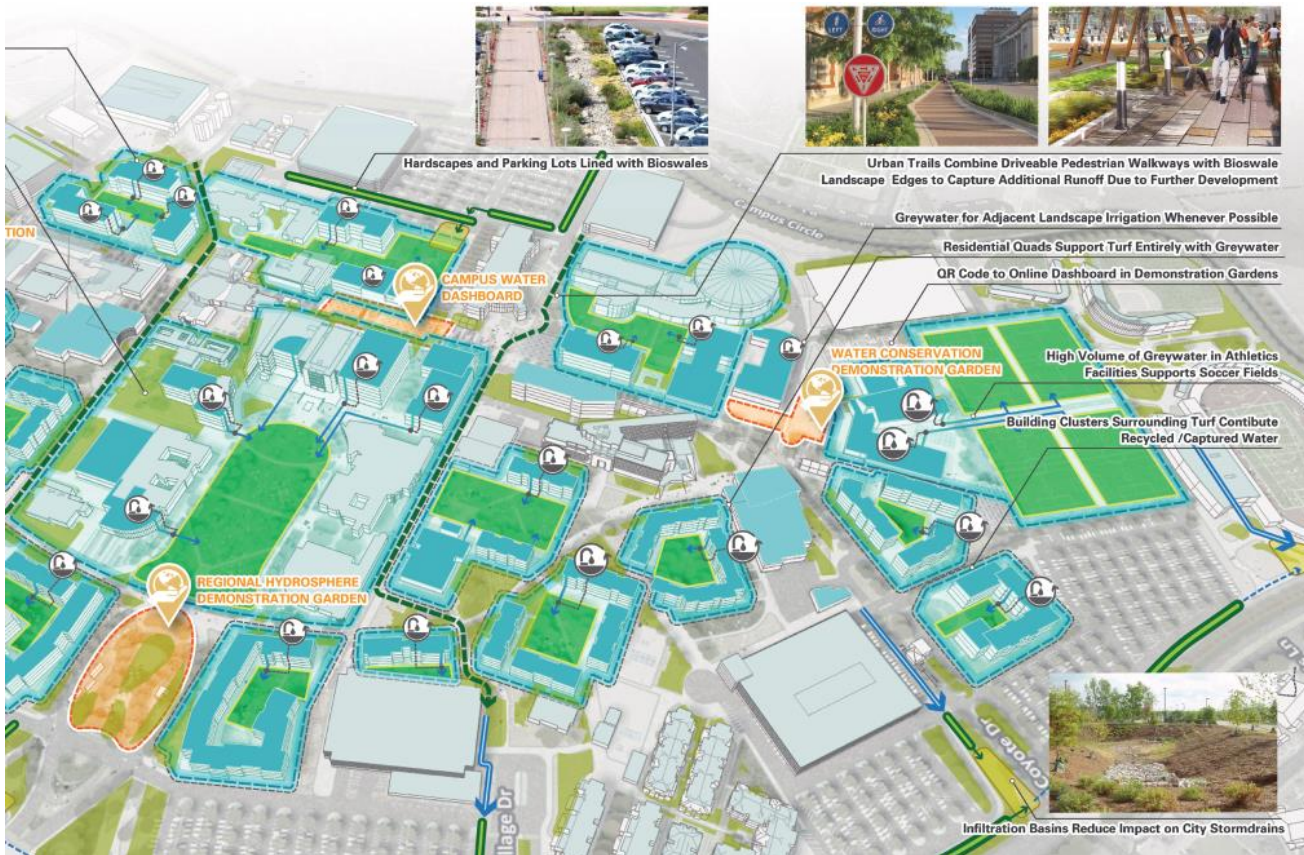 LEFT
RIGHT
Hardscapes and Parking Lots Lined with Bioswales
Urban Trails Combine Driveable Pedestrian Walkways with Bioswale
Landscape Edges to Capture Additional Runoff Due to Further Development
Campus Circle
Greywater for Adjacent Landscape Irrigation Whenever Possible
TION
Residential Quads Support Turf Entirely with Greywater
QR Code to Online Dashboard in Demonstration Gardens
CAMPUS WATER
DASHBOARD
WATER CONSERVATION
DEMONSTRATION GARDEN
High Volume of Greywater in Athletics
Facilities Supports Soccer Fields
Building Clusters Surrounding Turf Contibute
Recycled /Captured Water
REGIONAL HYDROSPHERE
DEMONSTRATION GARDEN
Ln
Coyote Dr
illage Dr
Infiltration Basins Reduce Impact on City Stormdrains